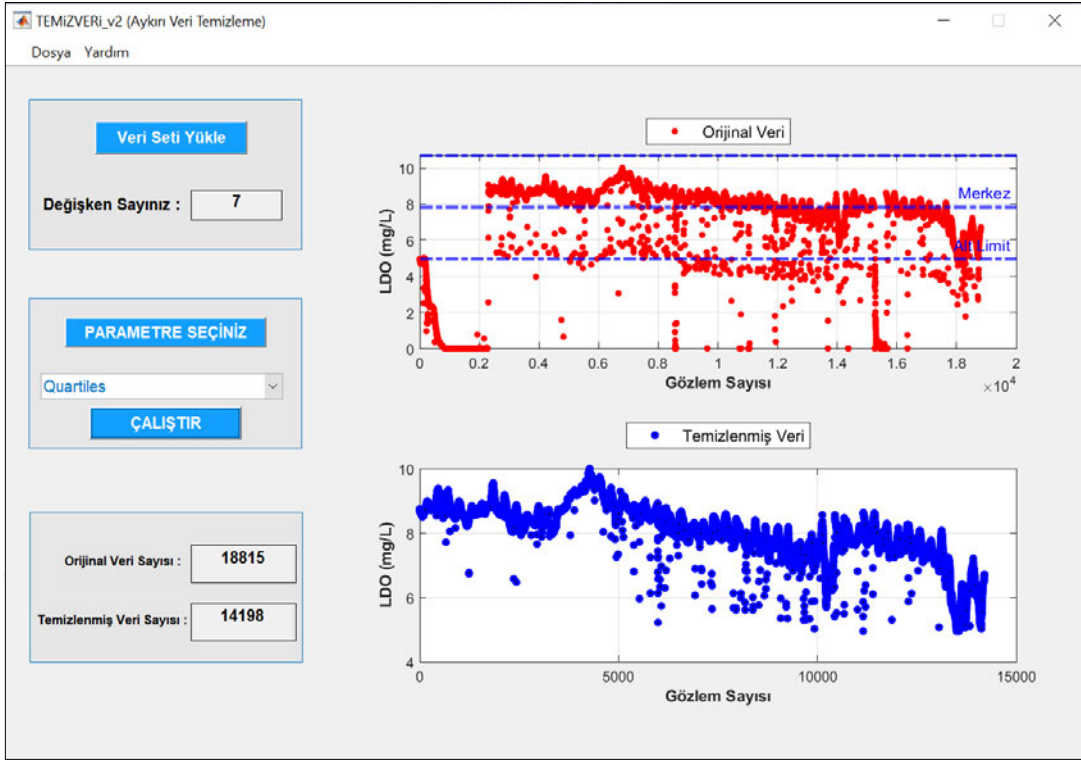 TEMiZVERi_v2 (Aykırı Veri Temizleme)
Dosya Yardım
Veri Seti Yükle
Değişken Sayınız : 7
PARAMETRE SEÇİNİZ
Quartiles
ÇALIŞTIR
Orijinal Veri Sayısı : 18815
Temizlenmiş Veri Sayısı : 14198
Orijinal Veri
10
8
6
4
2
0
LDO (mg/L)
Merkez
Alt Limit
0 0.2 0.4 0.6 0.8 1 1.2 1.4 1.6 1.8 2
Gözlem Sayısı
×10⁴
Temizlenmiş Veri
10
8
6
4
LDO (mg/L)
0 5000 10000 15000
Gözlem Sayısı